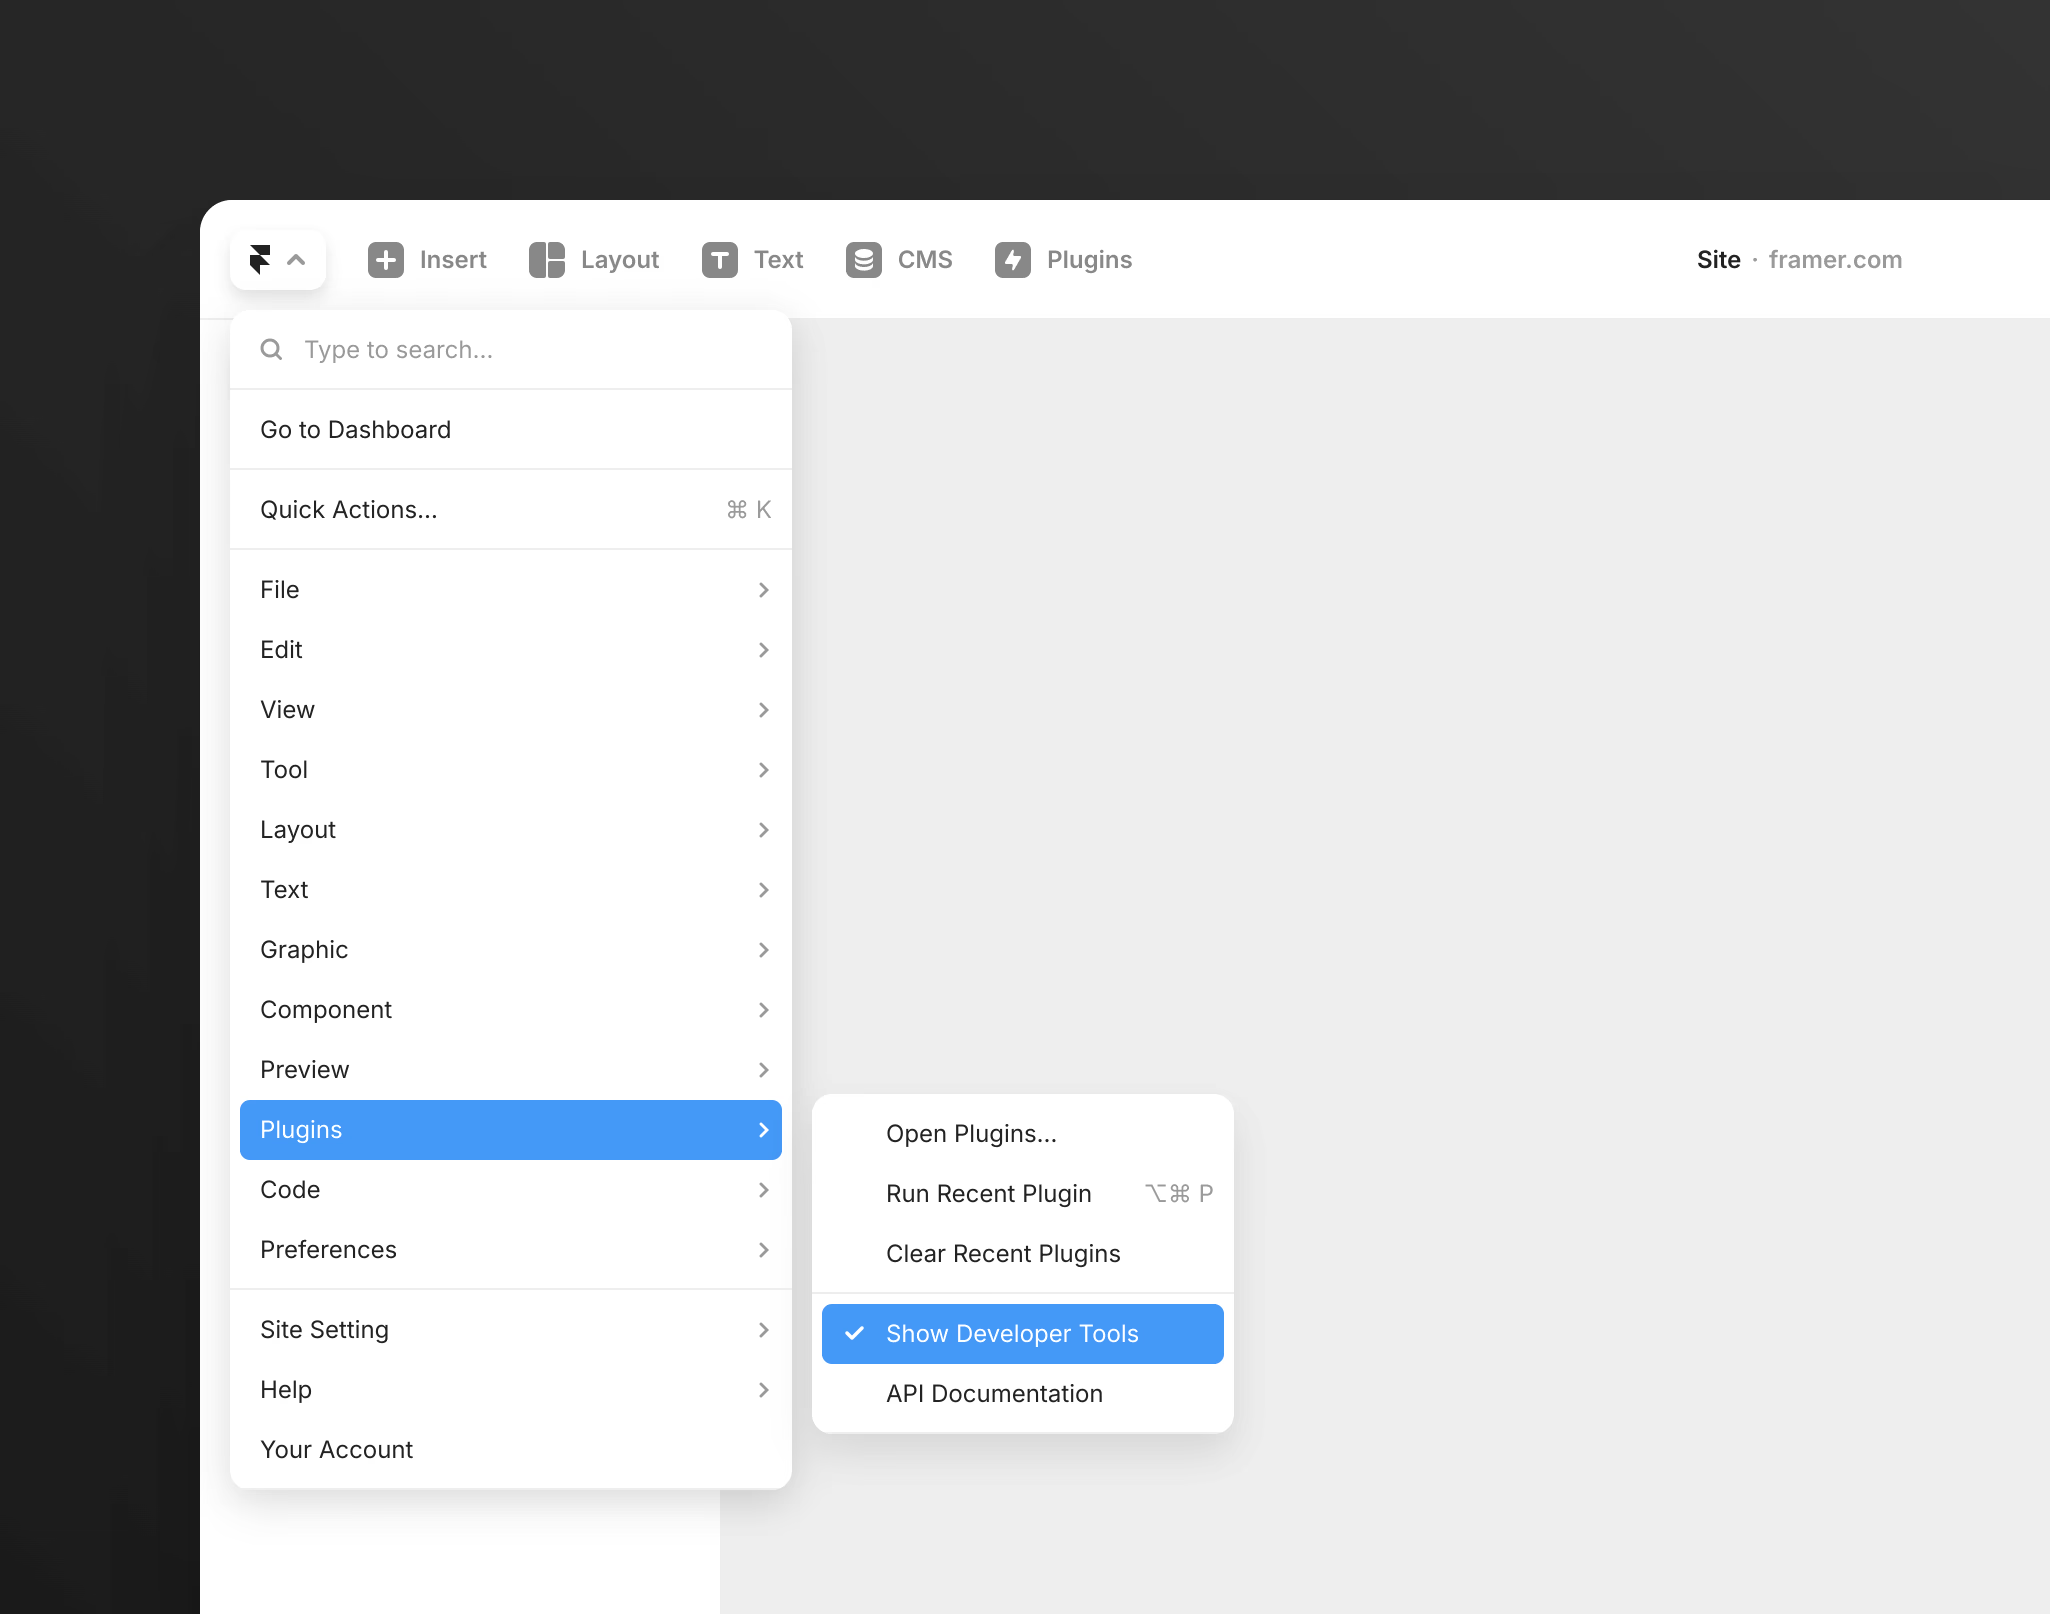 Insert Layout Text CMS Plugins Site · framer.com
Type to search...
Go to Dashboard
Quick Actions... ⌘ K
File
Edit
View
Tool
Layout
Text
Graphic
Component
Preview
Plugins
Code
Preferences
Site Setting
Help
Your Account
Open Plugins...
Run Recent Plugin ⌥⌘ P
Clear Recent Plugins
Show Developer Tools
API Documentation